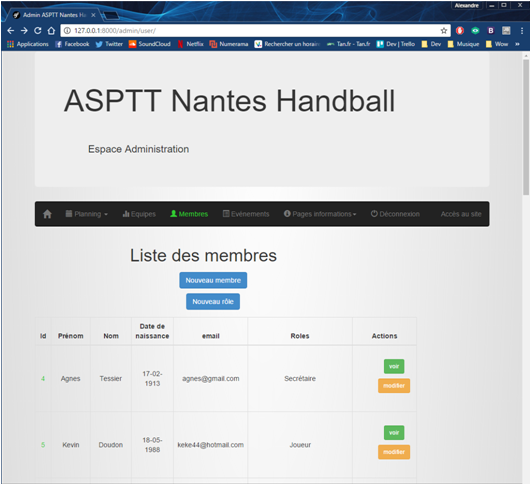 Alexandre
Admin ASPTT Nantes H
127.0.0.1:8000/admin/user/
Applications Facebook Twitter SoundCloud Netflix Numerama Rechercher un horair Tan.fr - Tan.fr - It Dev | Trello Dev Musique Wow »
ASPTT Nantes Handball
Espace Administration
Planning Equipes Membres Evénements Pages informations Déconnexion Accès au site
Liste des membres
Nouveau membre
Nouveau rôle
Id Prénom Nom Date de naissance email Roles Actions
4 Agnes Tessier 17-02-1913 agnes@gmail.com Secrétaire voir
modifier
5 Kevin Doudon 18-05-1988 keke44@hotmail.com Joueur voir
modifier